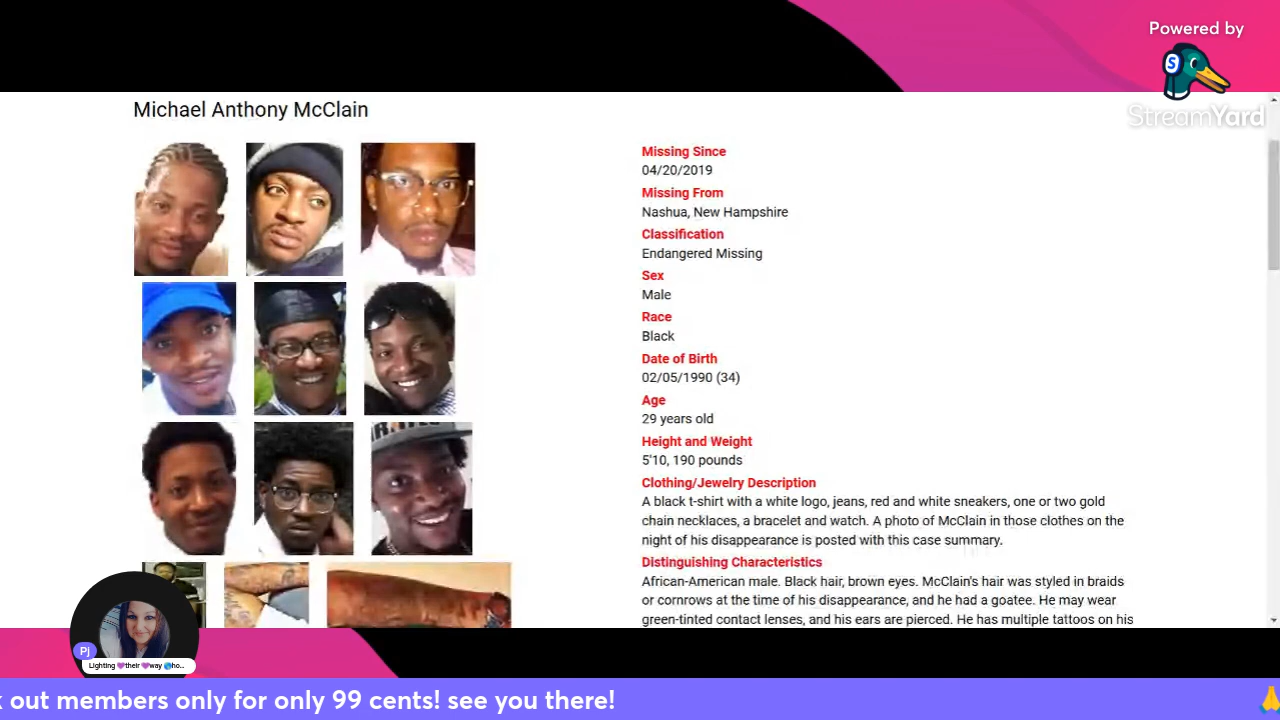 Powered by
S
StreamYard
Michael Anthony McClain
Missing Since
04/20/2019
Missing From
Nashua, New Hampshire
Classification
Endangered Missing
Sex
Male
Race
Black
Date of Birth
02/05/1990 (34)
Age
29 years old
Height and Weight
5'10, 190 pounds
Clothing/Jewelry Description
A black t-shirt with a white logo, jeans, red and white sneakers, one or two gold
chain necklaces, a bracelet and watch. A photo of McClain in those clothes on the
night of his disappearance is posted with this case summary.
Distinguishing Characteristics
African-American male. Black hair, brown eyes. McClain's hair was styled in braids
or cornrows at the time of his disappearance, and he had a goatee. He may wear
green-tinted contact lenses, and his ears are pierced. He has multiple tattoos on his
Pj
Lighting 💜their 💜way 🌎ho...
out members only for only 99 cents! see you there! 🙏